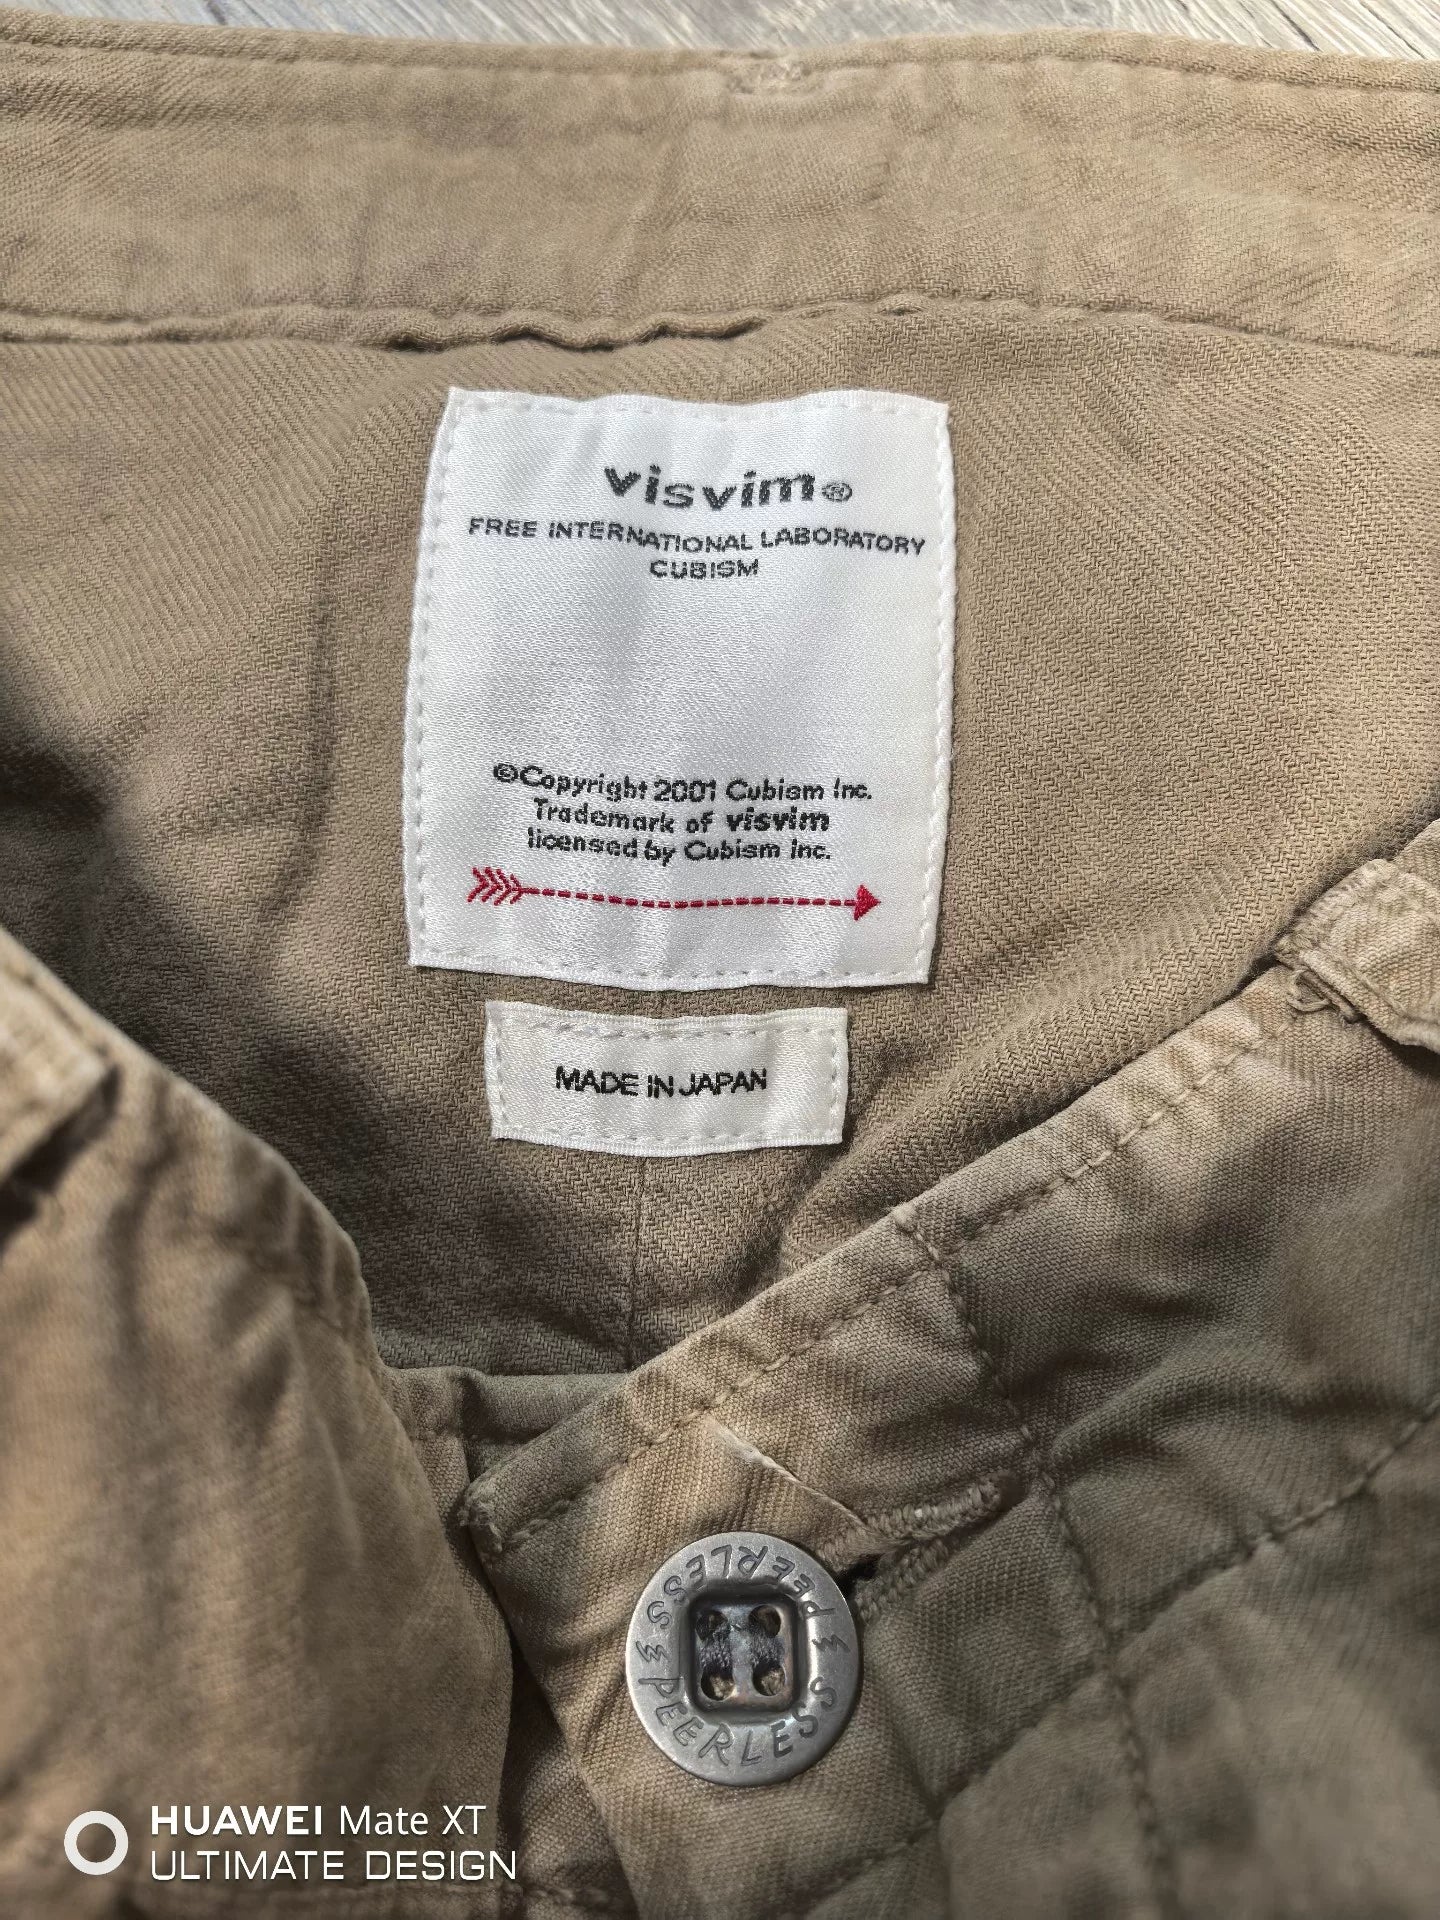 visvim®
FREE INTERNATIONAL LABORATORY
CUBISM
©Copyright 2001 Cubism Inc.
Trademark of visvim
licensed by Cubism Inc.
MADE IN JAPAN
PEERLESS
PEERLESS
HUAWEI Mate XT
ULTIMATE DESIGN